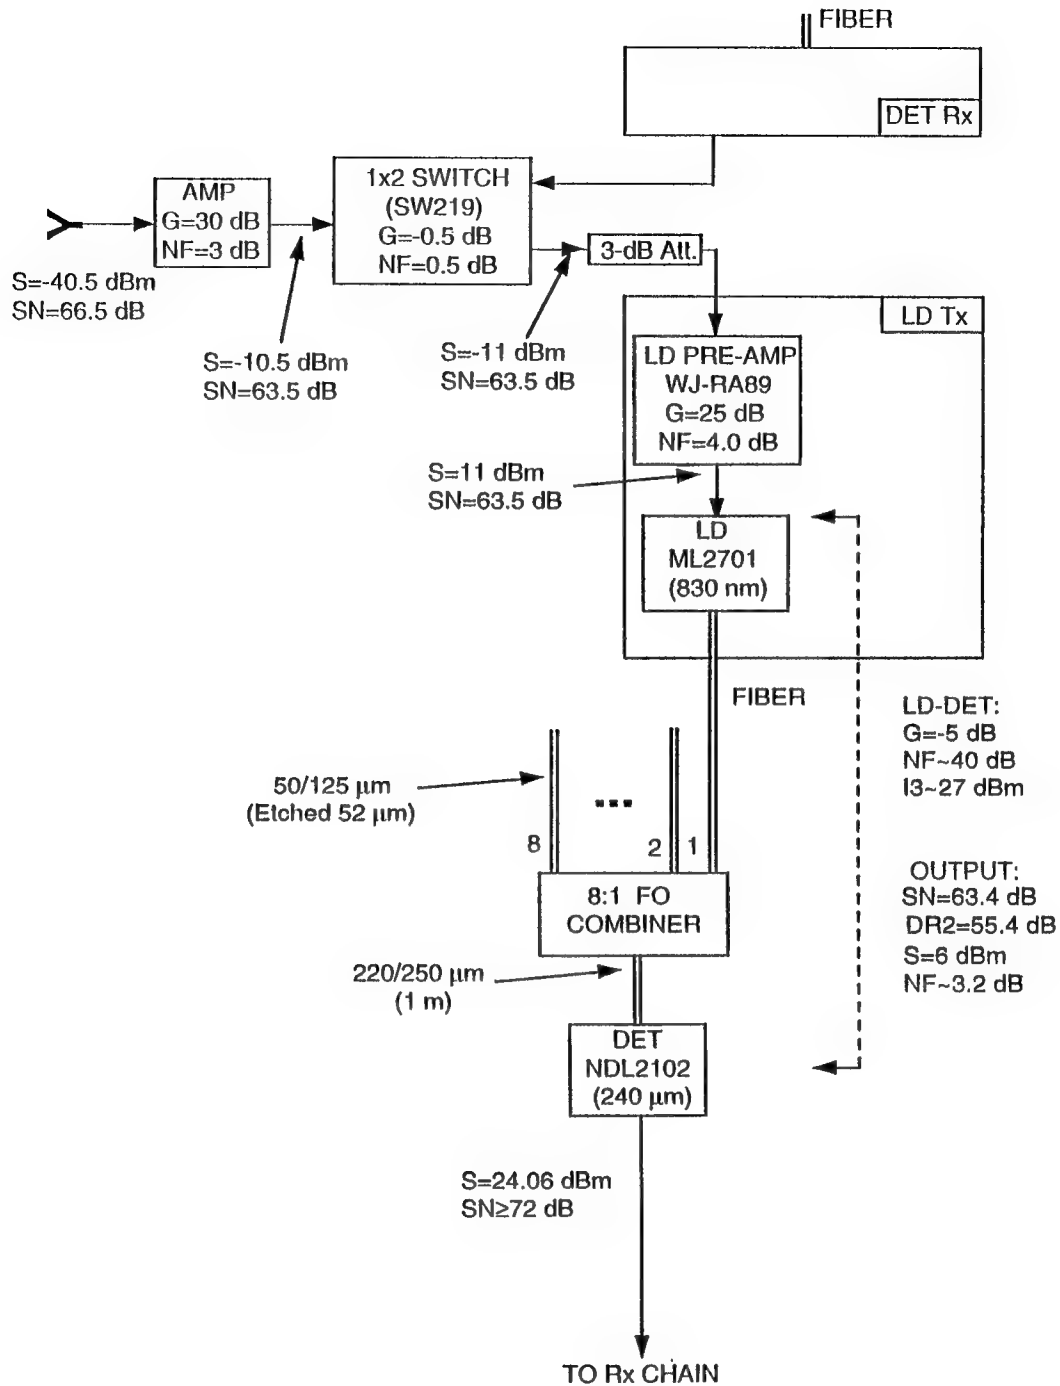 FIBER
DET Rx
AMP
G=30 dB
NF=3 dB
1x2 SWITCH
(SW219)
G=-0.5 dB
NF=0.5 dB
3-dB Att.
S=-40.5 dBm
SN=66.5 dB
S=-10.5 dBm
SN=63.5 dB
S=-11 dBm
SN=63.5 dB
LD Tx
LD PRE-AMP
WJ-RA89
G=25 dB
NF=4.0 dB
S=11 dBm
SN=63.5 dB
LD
ML2701
(830 nm)
FIBER
LD-DET:
G=-5 dB
NF~40 dB
I3~27 dBm
50/125 μm
(Etched 52 μm)
8
2
1
8:1 FO
COMBINER
OUTPUT:
SN=63.4 dB
DR2=55.4 dB
S=6 dBm
NF~3.2 dB
220/250 μm
(1 m)
DET
NDL2102
(240 μm)
S=24.06 dBm
SN≥72 dB
TO Rx CHAIN